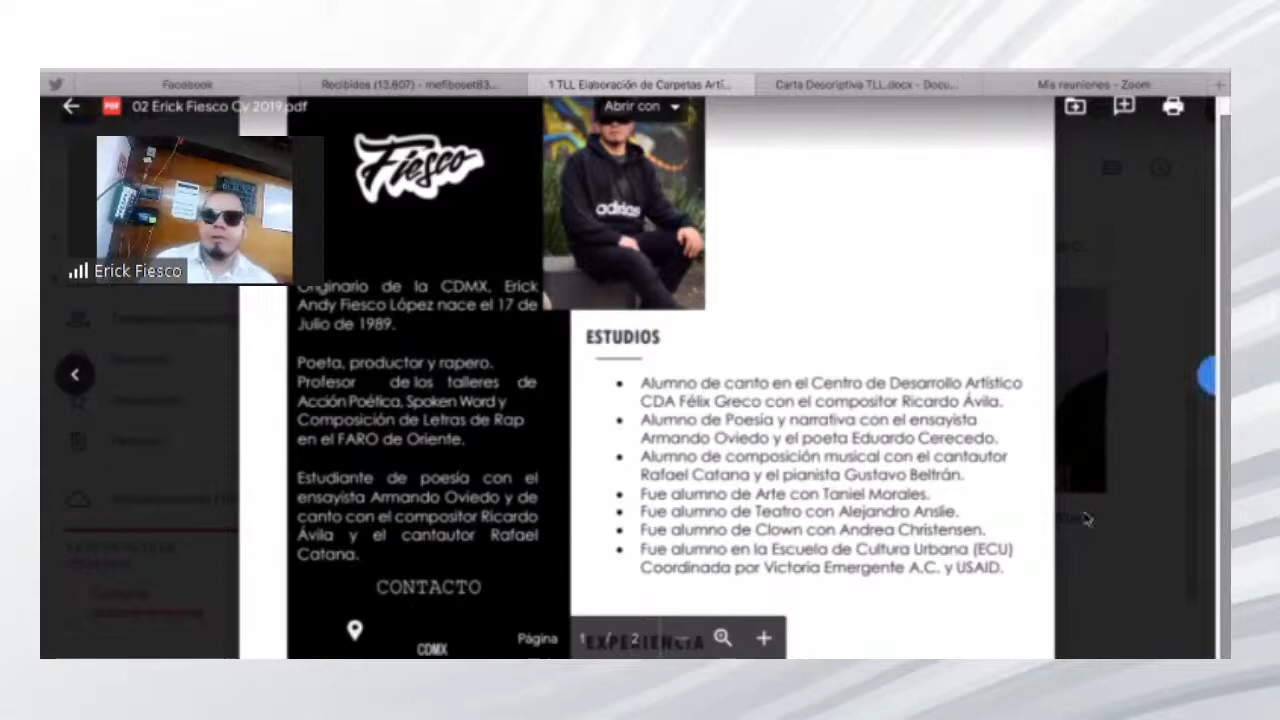 Facebook
Recibidos (13,607) - mefiboset83...
1 TLL Elaboración de Carpetas Artí...
Carta Descriptiva TLL.docx - Docu...
Mis reuniones - Zoom
PDF
02 Erick Fiesco Cv 2019.pdf
Abrir con
Fiesco
adidas
Erick Fiesco
Originario de la CDMX, Erick
Andy Fiesco López nace el 17 de
Julio de 1989.
Poeta, productor y rapero.
Profesor de los talleres de
Acción Poética, Spoken Word y
Composición de Letras de Rap
en el FARO de Oriente.
Estudiante de poesía con el
ensayista Armando Oviedo y de
canto con el compositor Ricardo
Ávila y el cantautor Rafael
Catana.
CONTACTO
CDMX
ESTUDIOS
Alumno de canto en el Centro de Desarrollo Artístico
CDA Félix Greco con el compositor Ricardo Ávila.
Alumno de Poesía y narrativa con el ensayista
Armando Oviedo y el poeta Eduardo Cerecedo.
Alumno de composición musical con el cantautor
Rafael Catana y el pianista Gustavo Beltrán.
Fue alumno de Arte con Taniel Morales.
Fue alumno de Teatro con Alejandro Anslie.
Fue alumno de Clown con Andrea Christensen.
Fue alumno en la Escuela de Cultura Urbana (ECU)
Coordinada por Victoria Emergente A.C. y USAID.
Página 1 / 2
EXPERIENCIA